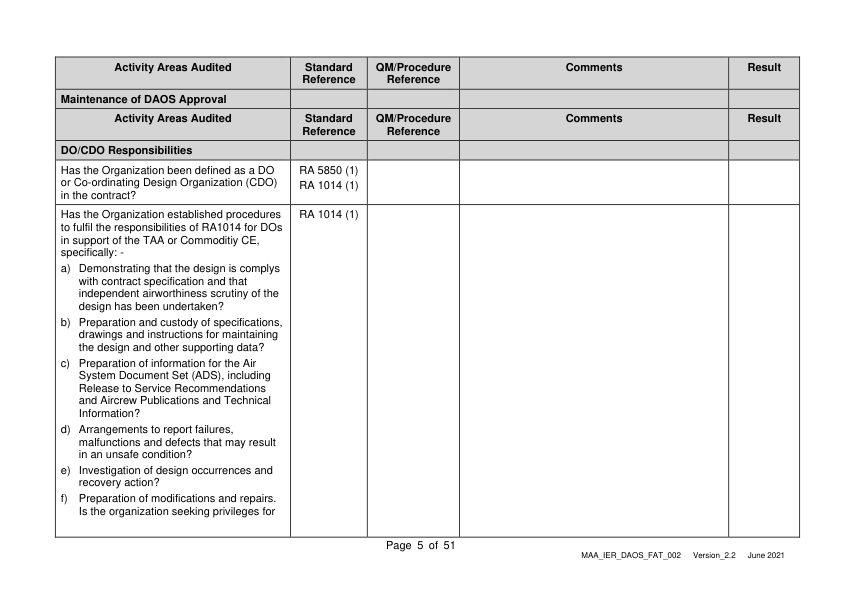 Activity Areas Audited Standard Reference QM/Procedure Reference Comments Result
Maintenance of DAOS Approval
Activity Areas Audited Standard Reference QM/Procedure Reference Comments Result
DO/CDO Responsibilities
Has the Organization been defined as a DO RA 5850 (1)
or Co-ordinating Design Organization (CDO) RA 1014 (1)
in the contract?
Has the Organization established procedures RA 1014 (1)
to fulfil the responsibilities of RA1014 for DOs
in support of the TAA or Commoditiy CE,
specifically: -
a) Demonstrating that the design is complys
with contract specification and that
independent airworthiness scrutiny of the
design has been undertaken?
b) Preparation and custody of specifications,
drawings and instructions for maintaining
the design and other supporting data?
c) Preparation of information for the Air
System Document Set (ADS), including
Release to Service Recommendations
and Aircrew Publications and Technical
Information?
d) Arrangements to report failures,
malfunctions and defects that may result
in an unsafe condition?
e) Investigation of design occurrences and
recovery action?
f) Preparation of modifications and repairs.
Is the organization seeking privileges for
Page 5 of 51
MAA_IER_DAOS_FAT_002 Version_2.2 June 2021